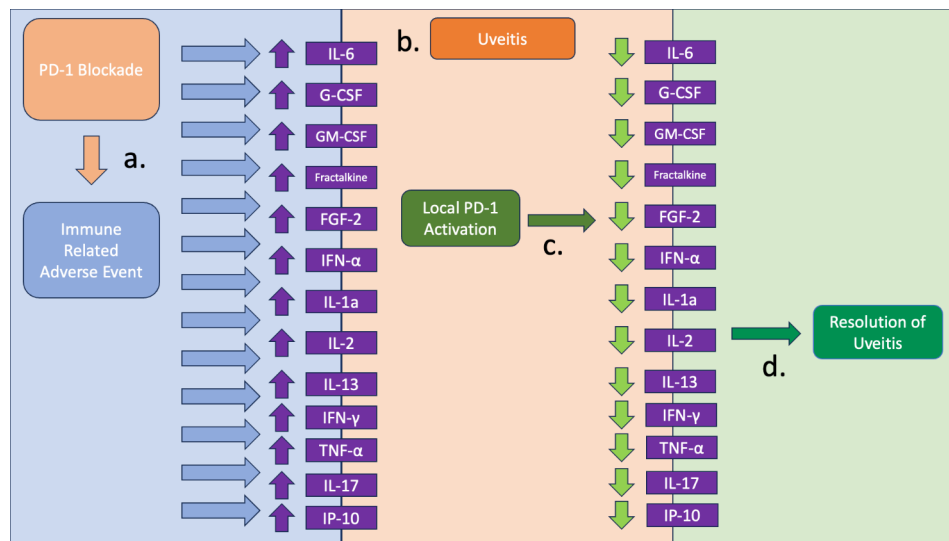 PD-1 Blockade
a.
Immune
Related
Adverse Event
IL-6
G-CSF
GM-CSF
Fractalkine
FGF-2
IFN-α
IL-1a
IL-2
IL-13
IFN-γ
TNF-α
IL-17
IP-10
b.
Uveitis
Local PD-1
Activation
c.
IL-6
G-CSF
GM-CSF
Fractalkine
FGF-2
IFN-α
IL-1a
IL-2
IL-13
IFN-γ
TNF-α
IL-17
IP-10
d.
Resolution of
Uveitis